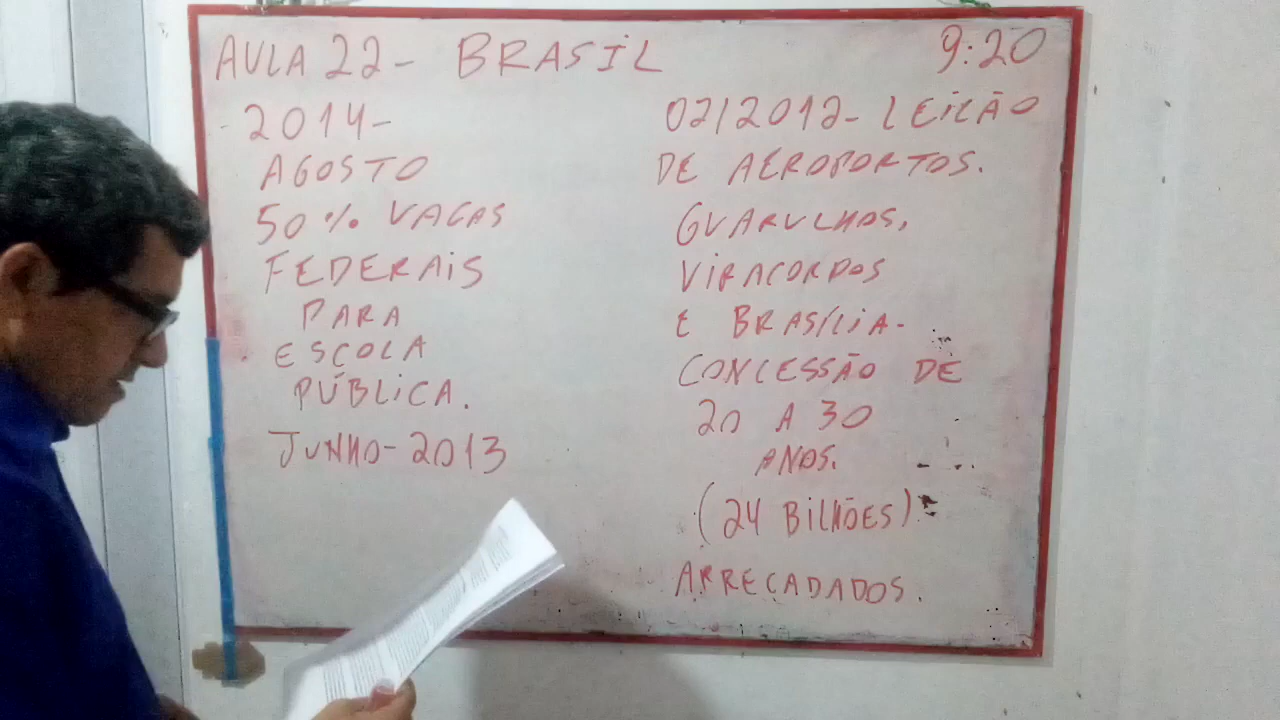 AULA 22- BRASIL
9:20
2014-
AGOSTO
50% VAGAS
FEDERAIS
PARA
ESCOLA
PÚBLICA.
JUNHO-2013
02/2012- LEILÃO
DE AEROPORTOS.
GUARULHOS,
VIRACORPOS
E BRASÍLIA-
CONCESSÃO DE
20 A 30
ANOS.
(24 BILHÕES)
ARRECADADOS.